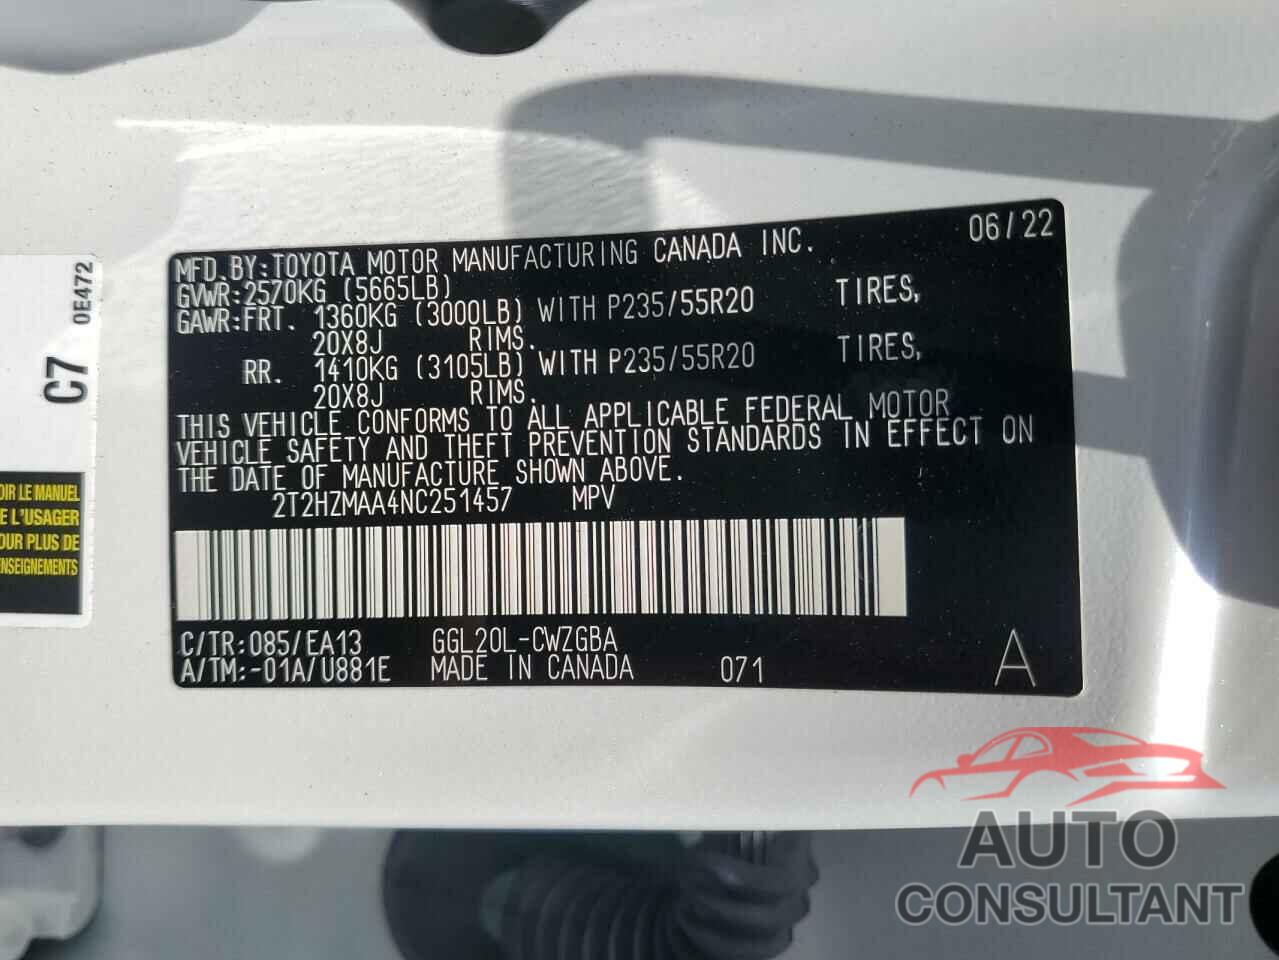 06/22
MFD.BY:TOYOTA MOTOR MANUFACTURING CANADA INC.
GVWR:2570KG (5665LB)
GAWR:FRT. 1360KG (3000LB) WITH P235/55R20 TIRES,
20X8J RIMS.
RR. 1410KG (3105LB) WITH P235/55R20 TIRES,
20X8J RIMS.
THIS VEHICLE CONFORMS TO ALL APPLICABLE FEDERAL MOTOR
VEHICLE SAFETY AND THEFT PREVENTION STANDARDS IN EFFECT ON
THE DATE OF MANUFACTURE SHOWN ABOVE.
2T2HZMAA4NC251457 MPV
C/TR:085/EA13 GGL20L-CWZGBA
A/TM:-01A/U881E MADE IN CANADA 071 A
C7 0E472
LE MANUEL
L'USAGER
PLUS DE
AUTO
CONSULTANT